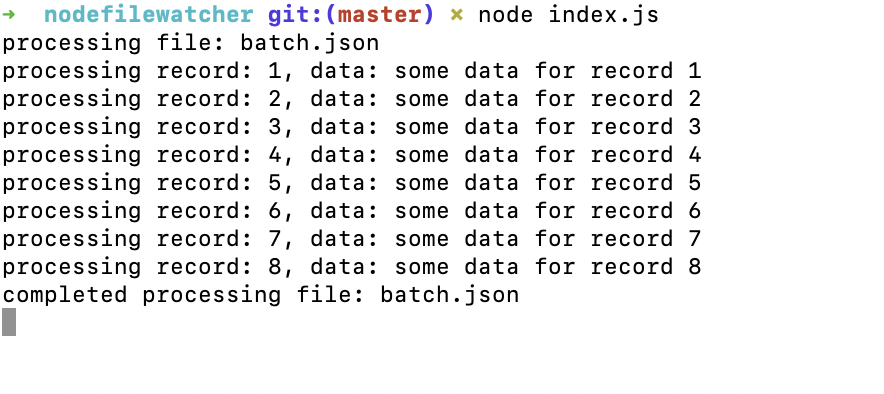 ➜ nodefilewatcher git:(master) ✗ node index.js
processing file: batch.json
processing record: 1, data: some data for record 1
processing record: 2, data: some data for record 2
processing record: 3, data: some data for record 3
processing record: 4, data: some data for record 4
processing record: 5, data: some data for record 5
processing record: 6, data: some data for record 6
processing record: 7, data: some data for record 7
processing record: 8, data: some data for record 8
completed processing file: batch.json